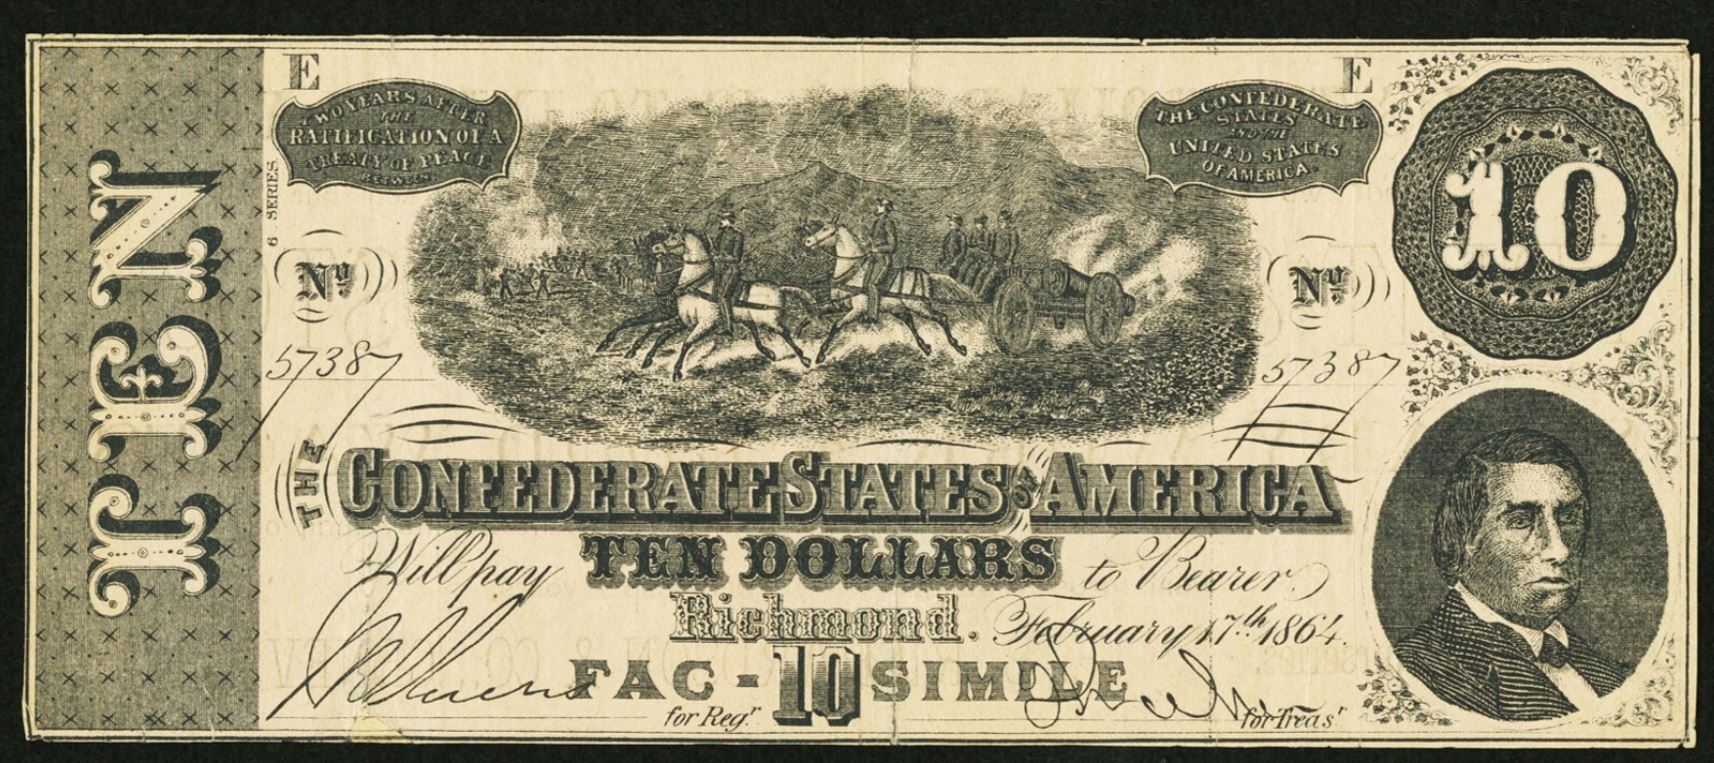 TEN
E
E
TWO YEARS AFTER
THE
RATIFICATION OF A
TREATY OF PEACE
BETWEEN
THE CONFEDERATE
STATES
AND THE
UNITED STATES
OF AMERICA.
10
6 SERIES.
Nº
Nº
57387
57387
THE CONFEDERATE STATES OF AMERICA
Will pay TEN DOLLARS to Bearer
Richmond. February 17th 1864.
FAC-10 SIMILE
for Regr. for Treasr